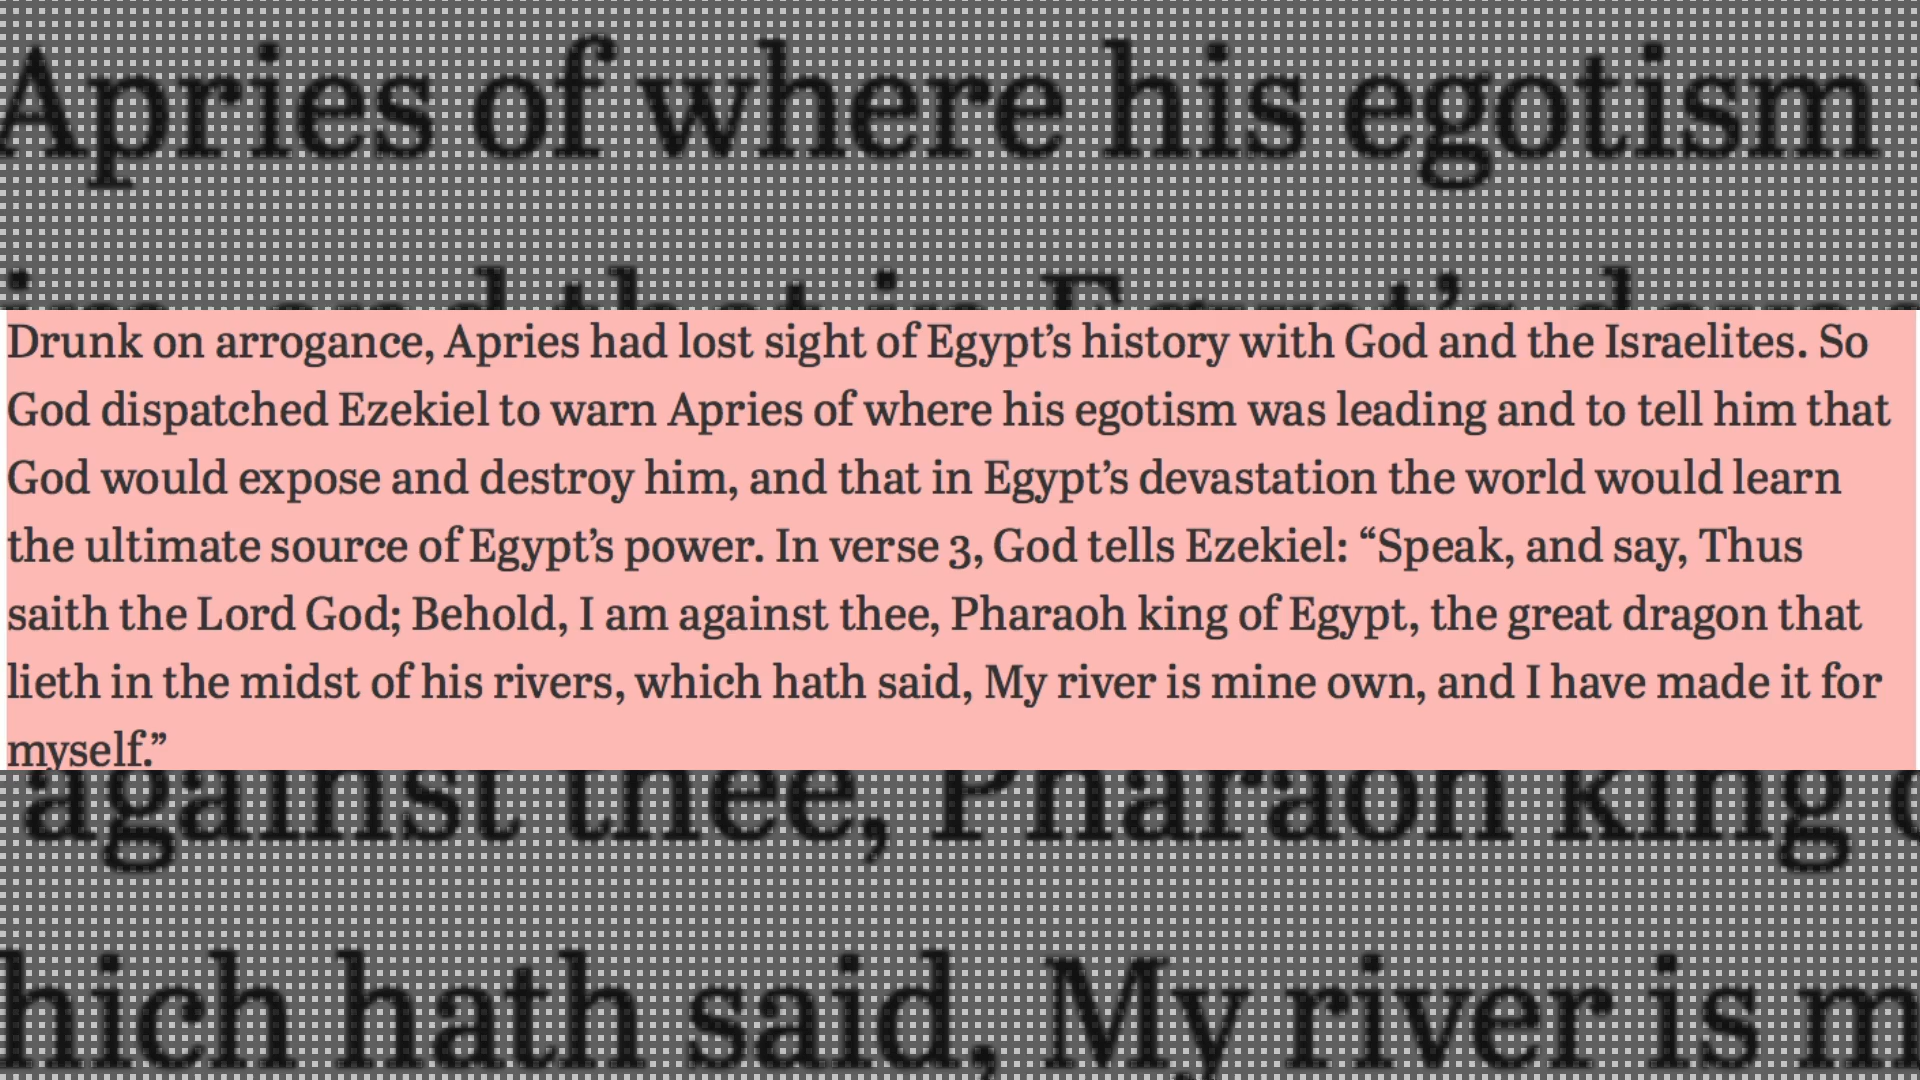 Apries of where his egotism
Drunk on arrogance, Apries had lost sight of Egypt’s history with God and the Israelites. So
God dispatched Ezekiel to warn Apries of where his egotism was leading and to tell him that
God would expose and destroy him, and that in Egypt’s devastation the world would learn
the ultimate source of Egypt’s power. In verse 3, God tells Ezekiel: “Speak, and say, Thus
saith the Lord God; Behold, I am against thee, Pharaoh king of Egypt, the great dragon that
lieth in the midst of his rivers, which hath said, My river is mine own, and I have made it for
myself.”
against thee, Pharaoh king
hich hath said, My river is m